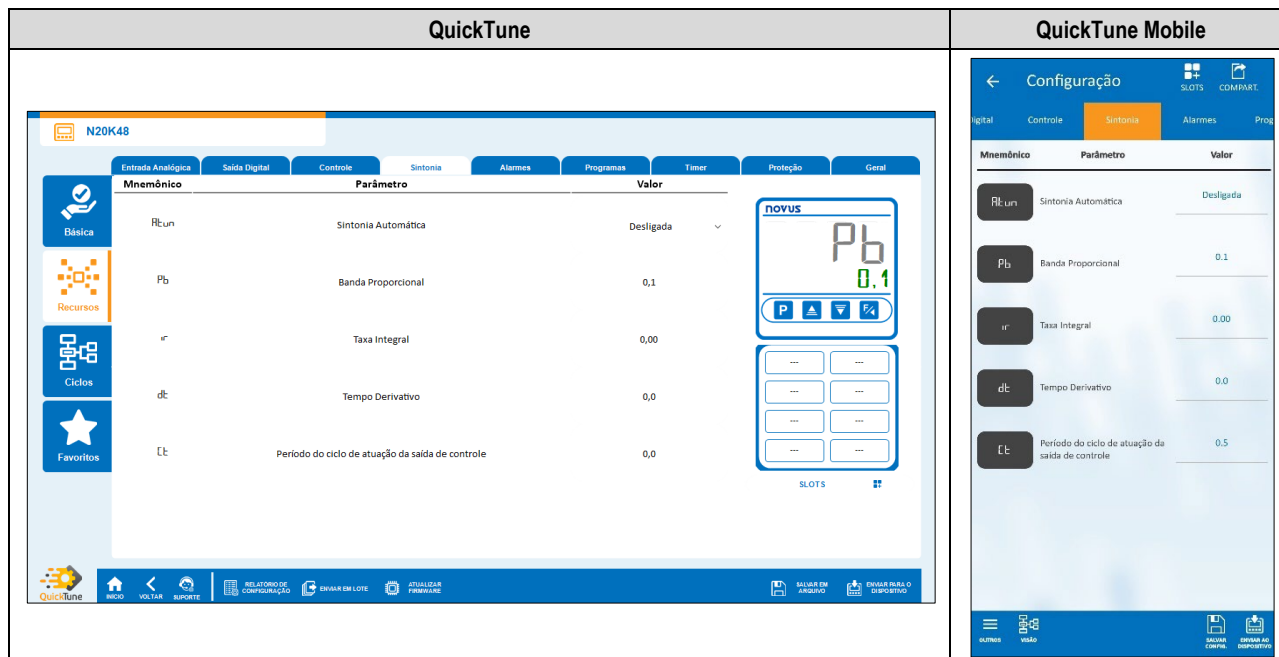 QuickTune
QuickTune Mobile
N20K48
Entrada Analógica Saída Digital Controle Sintonia Alarmes Programas Timer Proteção Geral
Mnemônico Parâmetro Valor
Atun Sintonia Automática Desligada
Pb Banda Proporcional 0,1
ir Taxa Integral 0,00
dt Tempo Derivativo 0,0
Ct Período do ciclo de atuação da saída de controle 0,0
Básica
Recursos
Ciclos
Favoritos
novus
Pb
0,1
P F/
--- ---
--- ---
--- ---
--- ---
SLOTS
QuickTune
INÍCIO VOLTAR SUPORTE
RELATÓRIO DE
CONFIGURAÇÃO
ENVIAR EM LOTE
ATUALIZAR
FIRMWARE
SALVAR EM
ARQUIVO
ENVIAR PARA O
DISPOSITIVO
Configuração
SLOTS COMPART.
igital Controle Sintonia Alarmes Prog
Mnemônico Parâmetro Valor
Atun Sintonia Automática Desligada
Pb Banda Proporcional 0.1
ir Taxa Integral 0.00
dt Tempo Derivativo 0.0
Ct Período do ciclo de atuação da
saída de controle 0.5
OUTROS VISÃO
SALVAR
CONFIG.
ENVIAR AO
DISPOSITIVO